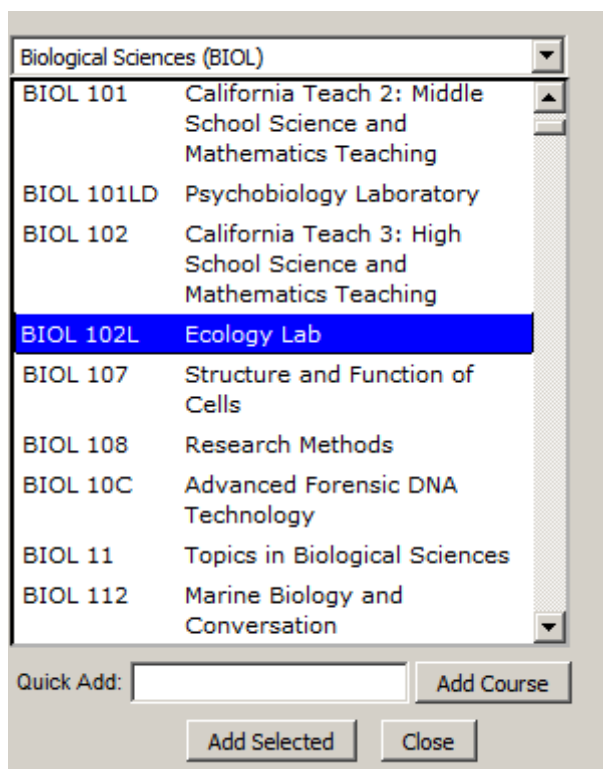 Biological Sciences (BIOL)
BIOL 101 California Teach 2: Middle
School Science and
Mathematics Teaching
BIOL 101LD Psychobiology Laboratory
BIOL 102 California Teach 3: High
School Science and
Mathematics Teaching
BIOL 102L Ecology Lab
BIOL 107 Structure and Function of
Cells
BIOL 108 Research Methods
BIOL 10C Advanced Forensic DNA
Technology
BIOL 11 Topics in Biological Sciences
BIOL 112 Marine Biology and
Conversation
Quick Add: Add Course
Add Selected Close